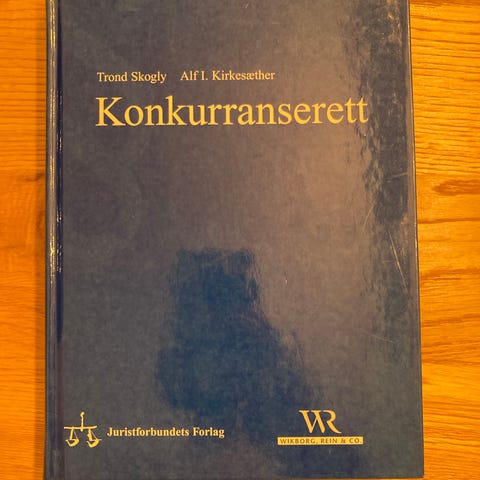 Trond Skogly Alf I. Kirkesæther
Konkurranserett
Juristforbundets Forlag
WR
WIKBORG, REIN & CO.